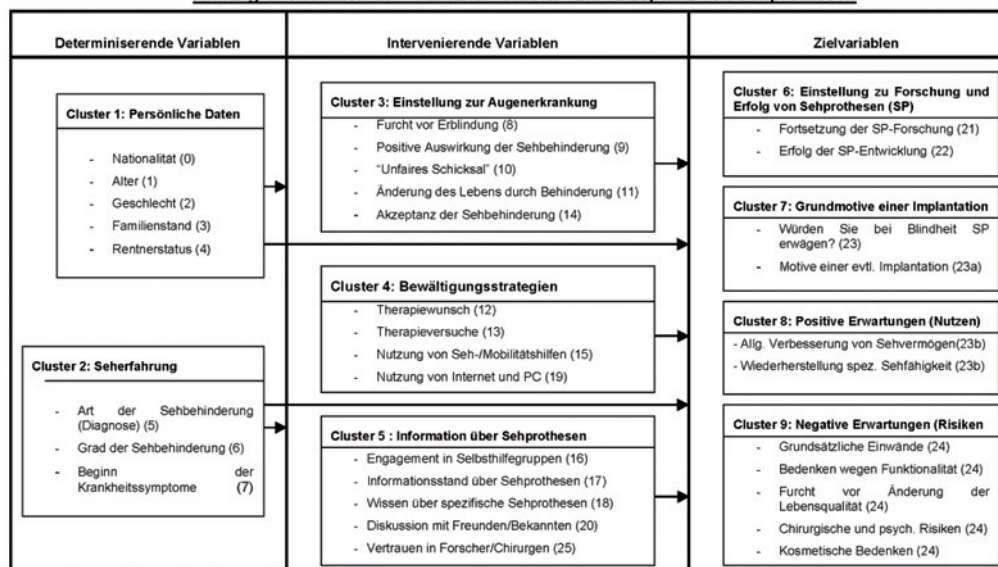 Determiniserende Variablen
Intervenierende Variablen
Zielvariablen
Cluster 1: Persönliche Daten
- Nationalität (0)
- Alter (1)
- Geschlecht (2)
- Familienstand (3)
- Rentnerstatus (4)
Cluster 2: Seherfahrung
- Art der Sehbehinderung
(Diagnose) (5)
- Grad der Sehbehinderung (6)
- Beginn der
Krankheitssymptome (7)
Cluster 3: Einstellung zur Augenerkrankung
- Furcht vor Erblindung (8)
- Positive Auswirkung der Sehbehinderung (9)
- "Unfaires Schicksal" (10)
- Änderung des Lebens durch Behinderung (11)
- Akzeptanz der Sehbehinderung (14)
Cluster 4: Bewältigungsstrategien
- Therapiewunsch (12)
- Therapieversuche (13)
- Nutzung von Seh-/Mobilitätshilfen (15)
- Nutzung von Internet und PC (19)
Cluster 5 : Information über Sehprothesen
- Engagement in Selbsthilfegruppen (16)
- Informationsstand über Sehprothesen (17)
- Wissen über spezifische Sehprothesen (18)
- Diskussion mit Freunden/Bekannten (20)
- Vertrauen in Forscher/Chirurgen (25)
Cluster 6: Einstellung zu Forschung und
Erfolg von Sehprothesen (SP)
- Fortsetzung der SP-Forschung (21)
- Erfolg der SP-Entwicklung (22)
Cluster 7: Grundmotive einer Implantation
- Würden Sie bei Blindheit SP
erwägen? (23)
- Motive einer evtl. Implantation (23a)
Cluster 8: Positive Erwartungen (Nutzen)
- Allg. Verbesserung von Sehvermögen(23b)
- Wiederherstellung spez. Sehfähigkeit (23b)
Cluster 9: Negative Erwartungen (Risiken
- Grundsätzliche Einwände (24)
- Bedenken wegen Funktionalität (24)
- Furcht vor Änderung der
Lebensqualität (24)
- Chirurgische und psych. Risiken (24)
- Kosmetische Bedenken (24)